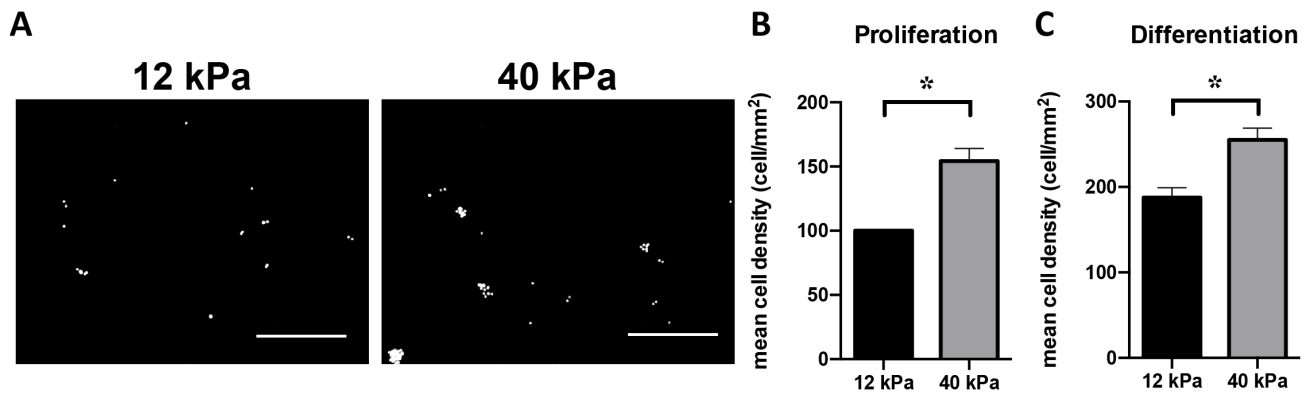 A
12 kPa
40 kPa
B
Proliferation
mean cell density (cell/mm²)
200
150
100
50
0
*
12 kPa
40 kPa
C
Differentiation
mean cell density (cell/mm²)
300
200
100
0
*
12 kPa
40 kPa